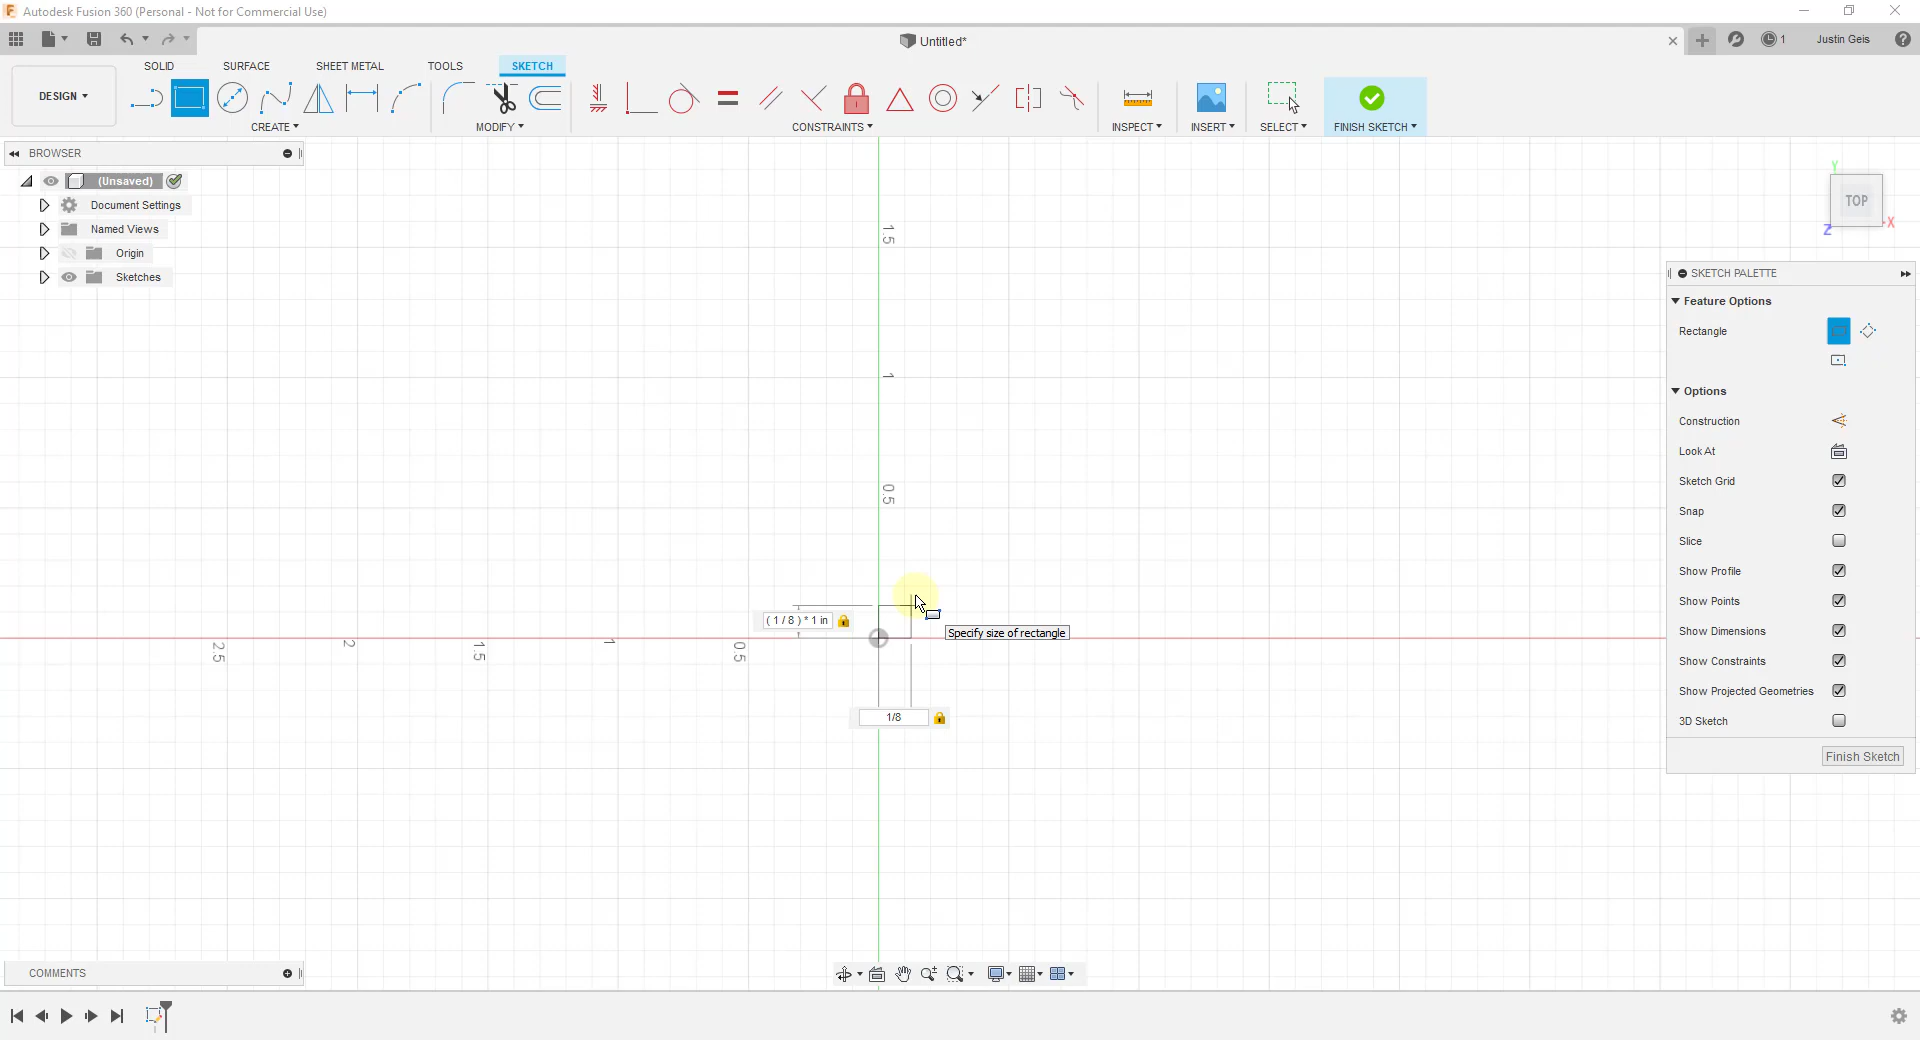 Autodesk Fusion 360 (Personal - Not for Commercial Use)
Untitled*
1
Justin Geis
DESIGN
SOLID
SURFACE
SHEET METAL
TOOLS
SKETCH
CREATE
MODIFY
CONSTRAINTS
INSPECT
INSERT
SELECT
FINISH SKETCH
BROWSER
(Unsaved)
Document Settings
Named Views
Origin
Sketches
Y
TOP
X
Z
1.5
1
0.5
2.5
2
1.5
1
0.5
( 1 / 8 ) * 1 in
Specify size of rectangle
1/8
SKETCH PALETTE
Feature Options
Rectangle
Options
Construction
Look At
Sketch Grid
Snap
Slice
Show Profile
Show Points
Show Dimensions
Show Constraints
Show Projected Geometries
3D Sketch
Finish Sketch
COMMENTS